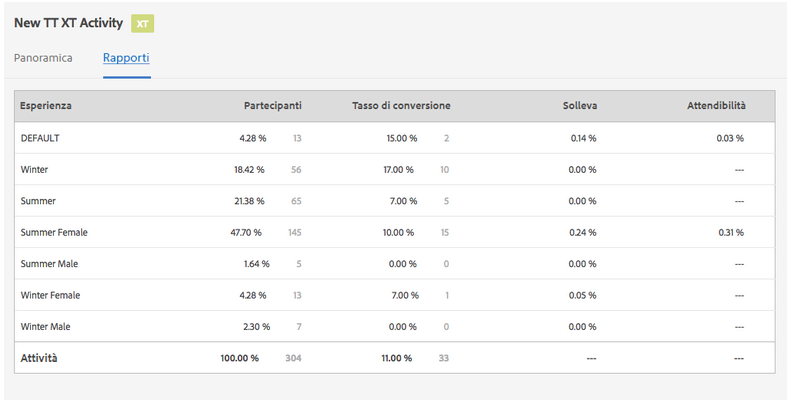 New TT XT Activity XT
Panoramica Rapporti
Esperienza Partecipanti Tasso di conversione Solleva Attendibilità
DEFAULT 4.28 % 13 15.00 % 2 0.14 % 0.03 %
Winter 18.42 % 56 17.00 % 10 0.00 % ---
Summer 21.38 % 65 7.00 % 5 0.00 % ---
Summer Female 47.70 % 145 10.00 % 15 0.24 % 0.31 %
Summer Male 1.64 % 5 0.00 % 0 0.00 % ---
Winter Female 4.28 % 13 7.00 % 1 0.05 % ---
Winter Male 2.30 % 7 0.00 % 0 0.00 % ---
Attività 100.00 % 304 11.00 % 33 --- ---